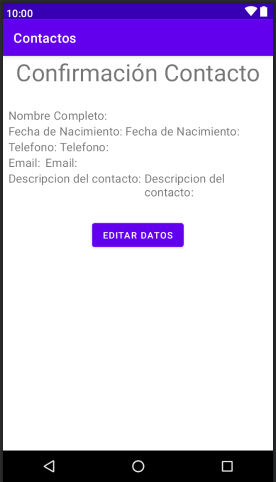 10:00
Contactos
Confirmación Contacto
Nombre Completo:
Fecha de Nacimiento: Fecha de Nacimiento:
Telefono: Telefono:
Email: Email:
Descripcion del contacto: Descripcion del
contacto:
EDITAR DATOS